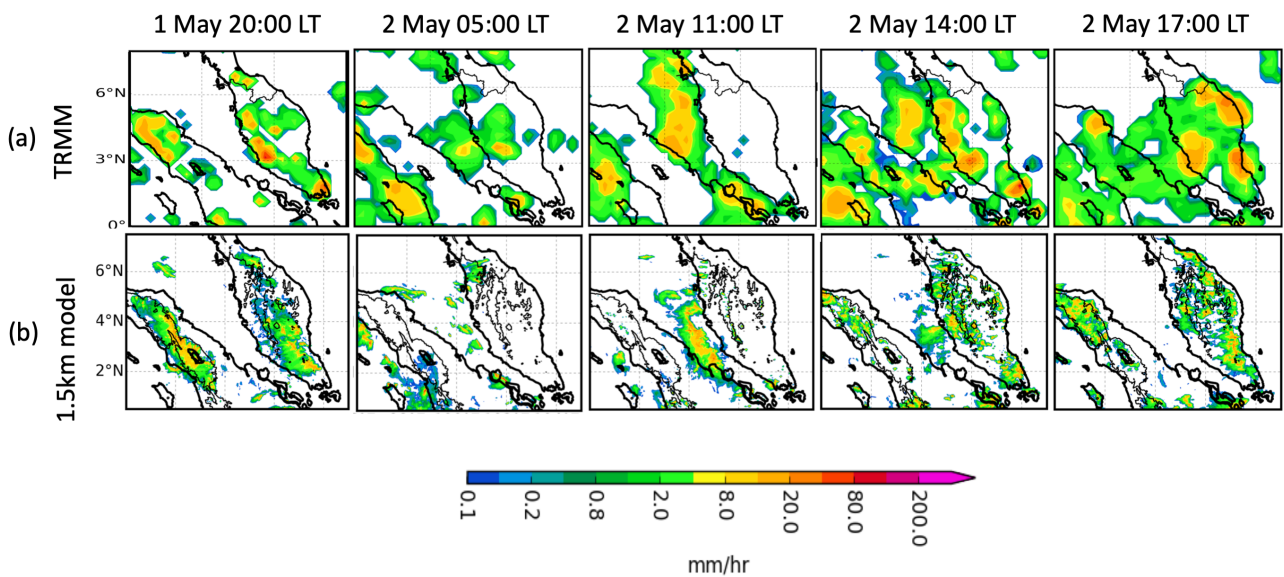 1 May 20:00 LT 2 May 05:00 LT 2 May 11:00 LT 2 May 14:00 LT 2 May 17:00 LT
(a) TRMM
6°N
3°N
0°
(b) 1.5km model
6°N
4°N
2°N
0.1 0.2 0.8 2.0 8.0 20.0 80.0 200.0
mm/hr